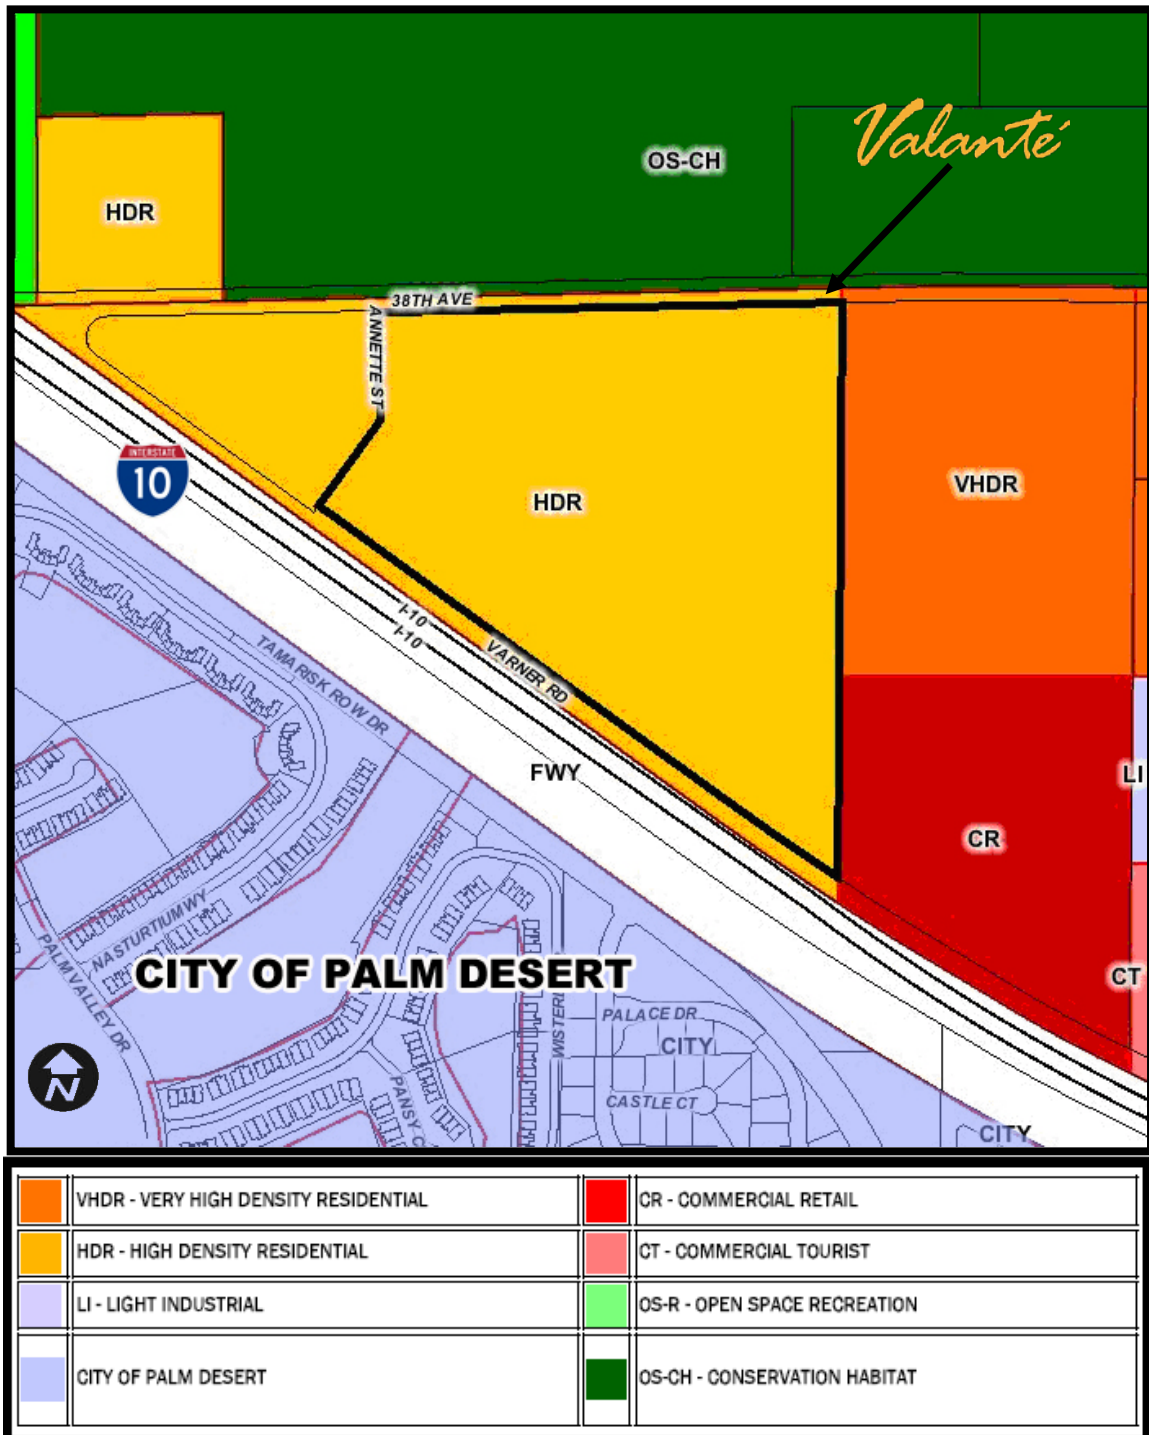 Valanté
OS-CH
HDR
38TH AVE
ANNETTE ST
INTERSTATE
10
HDR
VHDR
I-10
I-10
VARNER RD
TAMARISK ROW DR
FWY
LI
CR
NASTURTIUM WY
PALM VALLEY DR
CITY OF PALM DESERT
CT
WISTERI
PALACE DR
CITY
PANSY C
CASTLE CT
CITY
N
VHDR - VERY HIGH DENSITY RESIDENTIAL
CR - COMMERCIAL RETAIL
HDR - HIGH DENSITY RESIDENTIAL
CT - COMMERCIAL TOURIST
LI - LIGHT INDUSTRIAL
OS-R - OPEN SPACE RECREATION
CITY OF PALM DESERT
OS-CH - CONSERVATION HABITAT